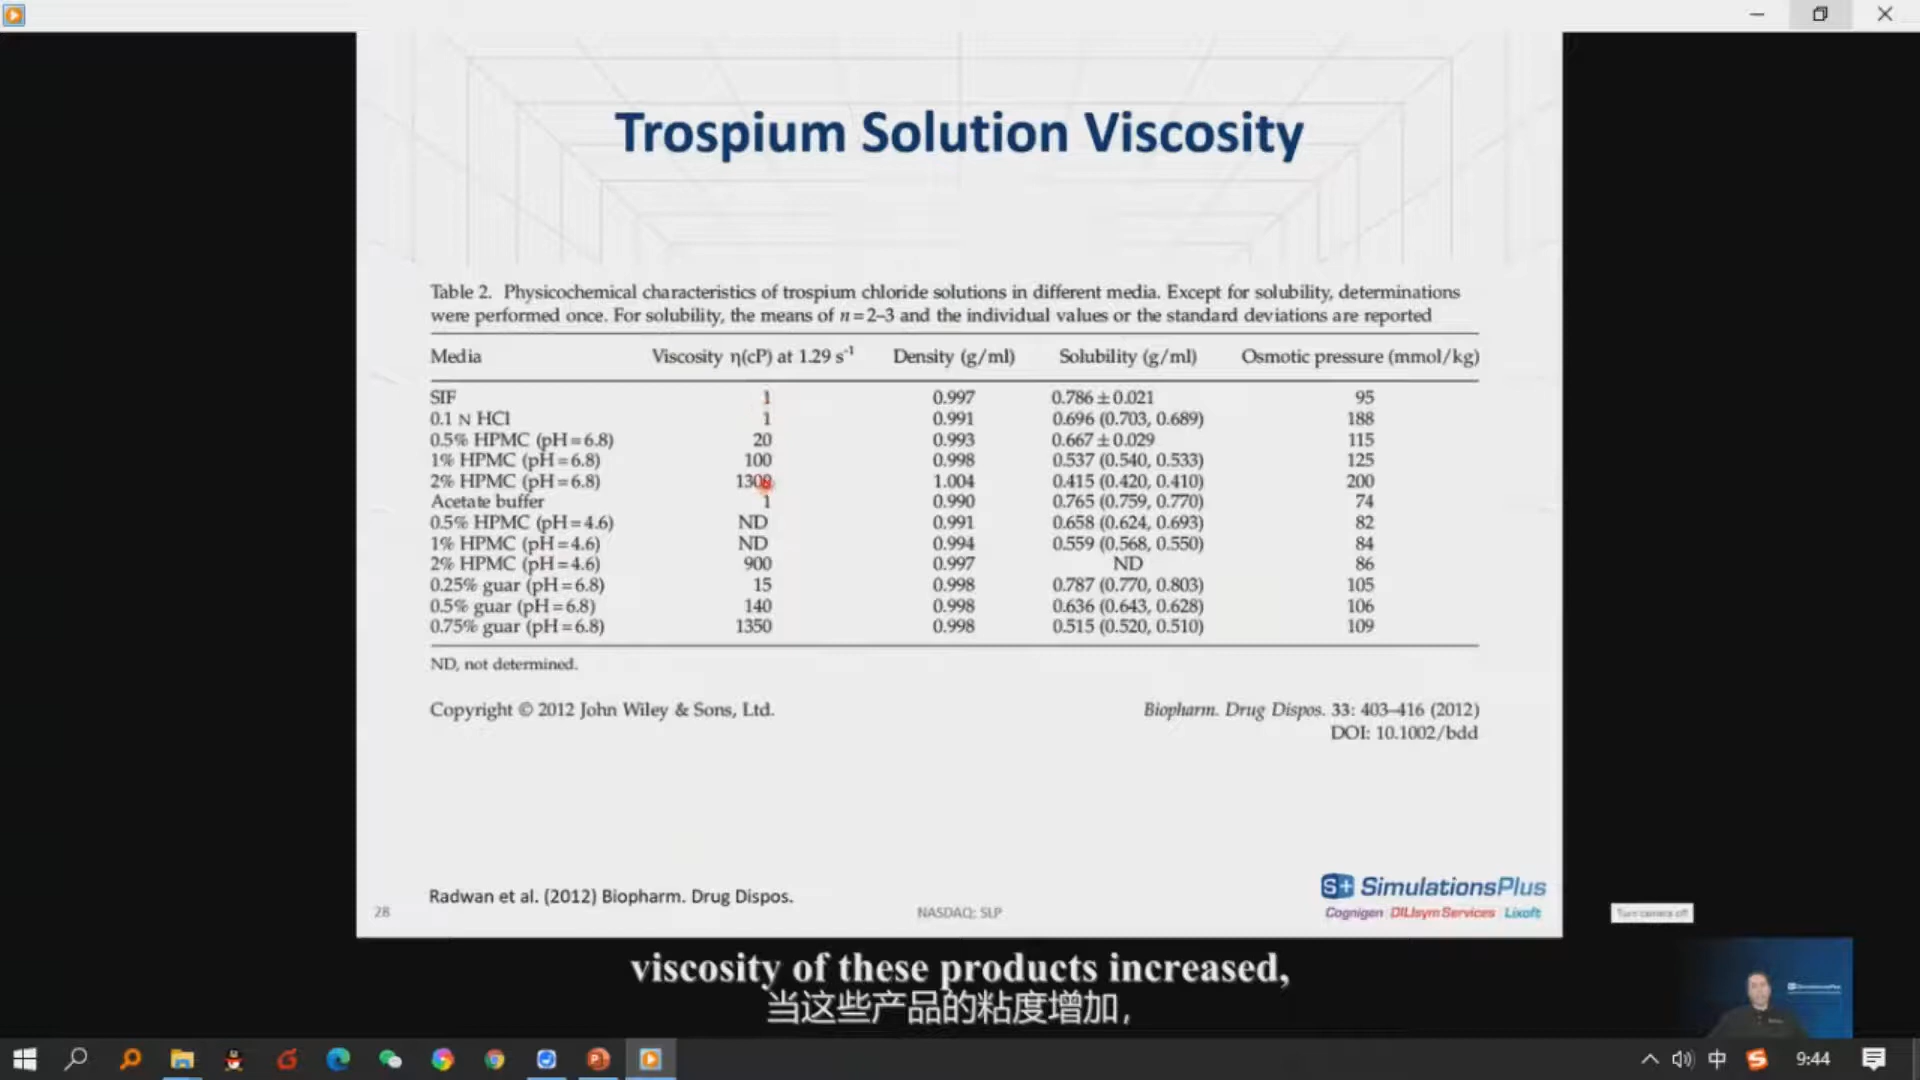 Trospium Solution Viscosity
Table 2. Physicochemical characteristics of trospium chloride solutions in different media. Except for solubility, determinations
were performed once. For solubility, the means of n=2–3 and the individual values or the standard deviations are reported
Media Viscosity η(cP) at 1.29 s⁻¹ Density (g/ml) Solubility (g/ml) Osmotic pressure (mmol/kg)
SIF 1 0.997 0.786 ± 0.021 95
0.1 N HCl 1 0.991 0.696 (0.703, 0.689) 188
0.5% HPMC (pH = 6.8) 20 0.993 0.667 ± 0.029 115
1% HPMC (pH = 6.8) 100 0.998 0.537 (0.540, 0.533) 125
2% HPMC (pH = 6.8) 1.004 0.415 (0.420, 0.410) 200
Acetate buffer 1 0.990 0.765 (0.759, 0.770) 74
0.5% HPMC (pH = 4.6) ND 0.991 0.658 (0.624, 0.693) 82
1% HPMC (pH = 4.6) ND 0.994 0.559 (0.568, 0.550) 84
2% HPMC (pH = 4.6) 900 0.997 ND 86
0.25% guar (pH = 6.8) 15 0.998 0.787 (0.770, 0.803) 105
0.5% guar (pH = 6.8) 140 0.998 0.636 (0.643, 0.628) 106
0.75% guar (pH = 6.8) 1350 0.998 0.515 (0.520, 0.510) 109
ND, not determined.
Copyright © 2012 John Wiley & Sons, Ltd.
Biopharm. Drug Dispos. 33: 403–416 (2012)
DOI: 10.1002/bdd
Radwan et al. (2012) Biopharm. Drug Dispos.
S+ SimulationsPlus
Cognigen DILIsym Services Lixoft
28
NASDAQ: SLP
Turn camera off
viscosity of these products increased,
当这些产品的粘度增加，
SimulationsPlus
中
9:44